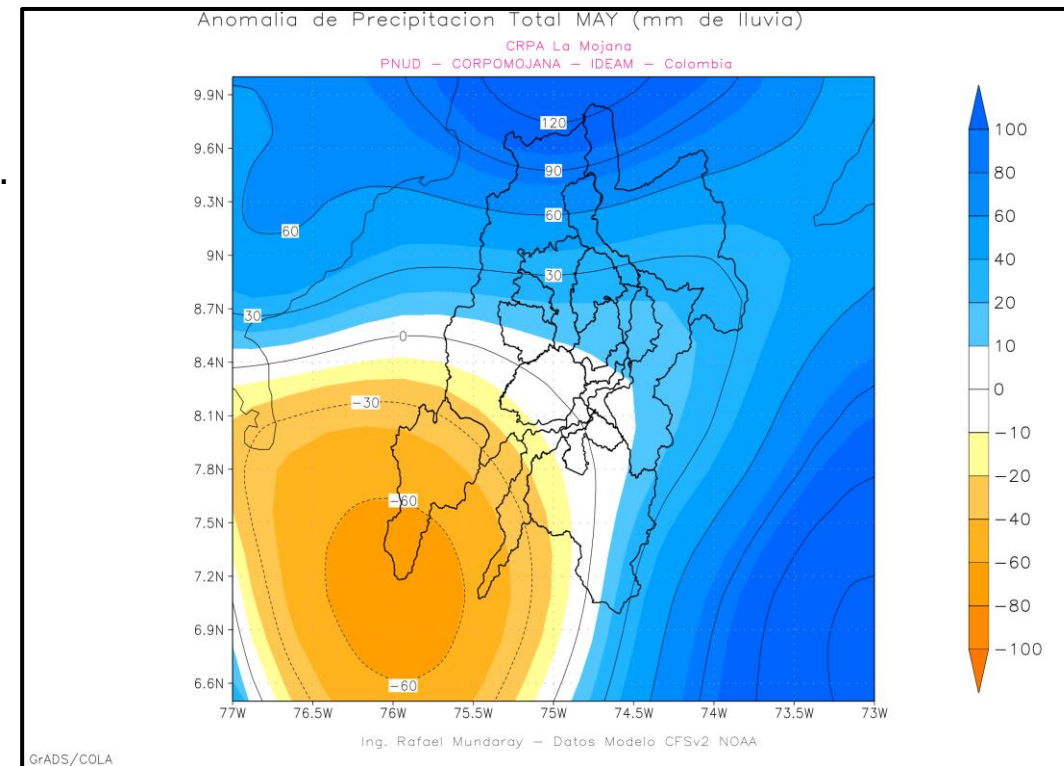 Anomalia de Precipitacion Total MAY (mm de lluvia)
CRPA La Mojana
PNUD – CORPOMOJANA – IDEAM – Colombia
.
9.9N
9.6N
9.3N
9N
8.7N
8.4N
8.1N
7.8N
7.5N
7.2N
6.9N
6.6N
120
90
60
60
30
30
0
-30
-60
-60
100
80
60
40
20
10
0
-10
-20
-40
-60
-80
-100
77W 76.5W 76W 75.5W 75W 74.5W 74W 73.5W 73W
Ing. Rafael Mundaray – Datos Modelo CFSv2 NOAA
GrADS/COLA